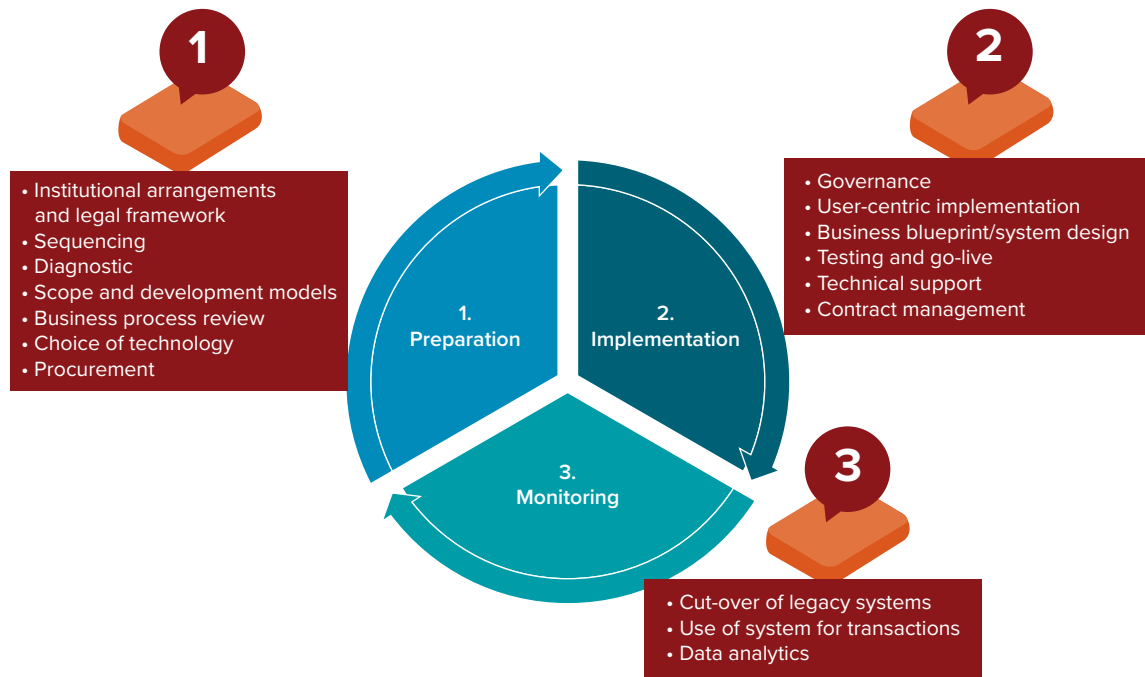 1
• Institutional arrangements
and legal framework
• Sequencing
• Diagnostic
• Scope and development models
• Business process review
• Choice of technology
• Procurement
2
• Governance
• User-centric implementation
• Business blueprint/system design
• Testing and go-live
• Technical support
• Contract management
1.
Preparation
2.
Implementation
3.
Monitoring
3
• Cut-over of legacy systems
• Use of system for transactions
• Data analytics